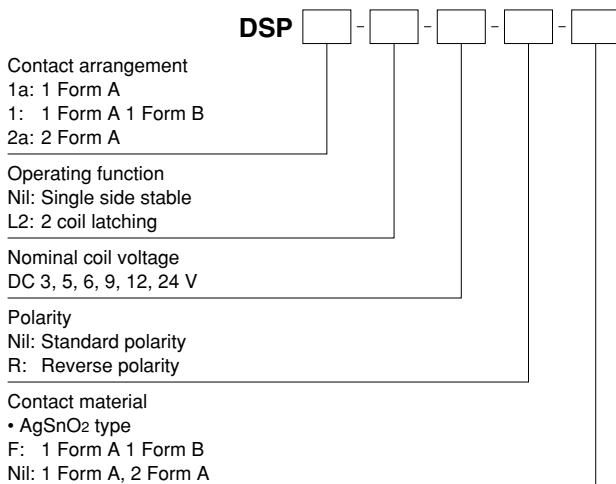 DSP - - - -
Contact arrangement
1a: 1 Form A
1: 1 Form A 1 Form B
2a: 2 Form A
Operating function
Nil: Single side stable
L2: 2 coil latching
Nominal coil voltage
DC 3, 5, 6, 9, 12, 24 V
Polarity
Nil: Standard polarity
R: Reverse polarity
Contact material
• AgSnO2 type
F: 1 Form A 1 Form B
Nil: 1 Form A, 2 Form A